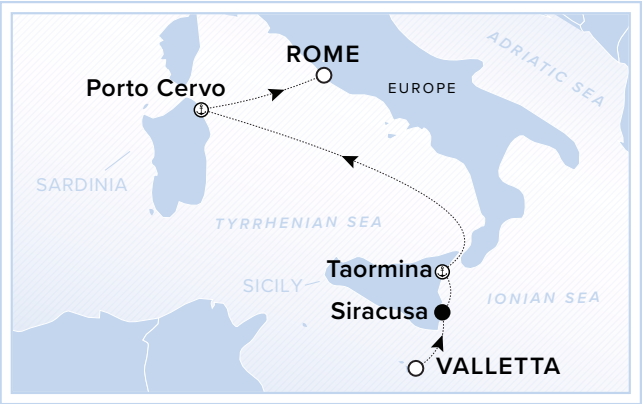 ROME
ADRIATIC SEA
Porto Cervo
EUROPE
SARDINIA
TYRRHENIAN SEA
Taormina
SICILY
IONIAN SEA
Siracusa
VALLETTA